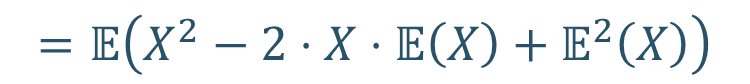 = 𝔼(X² − 2 · X · 𝔼(X) + 𝔼²(X))